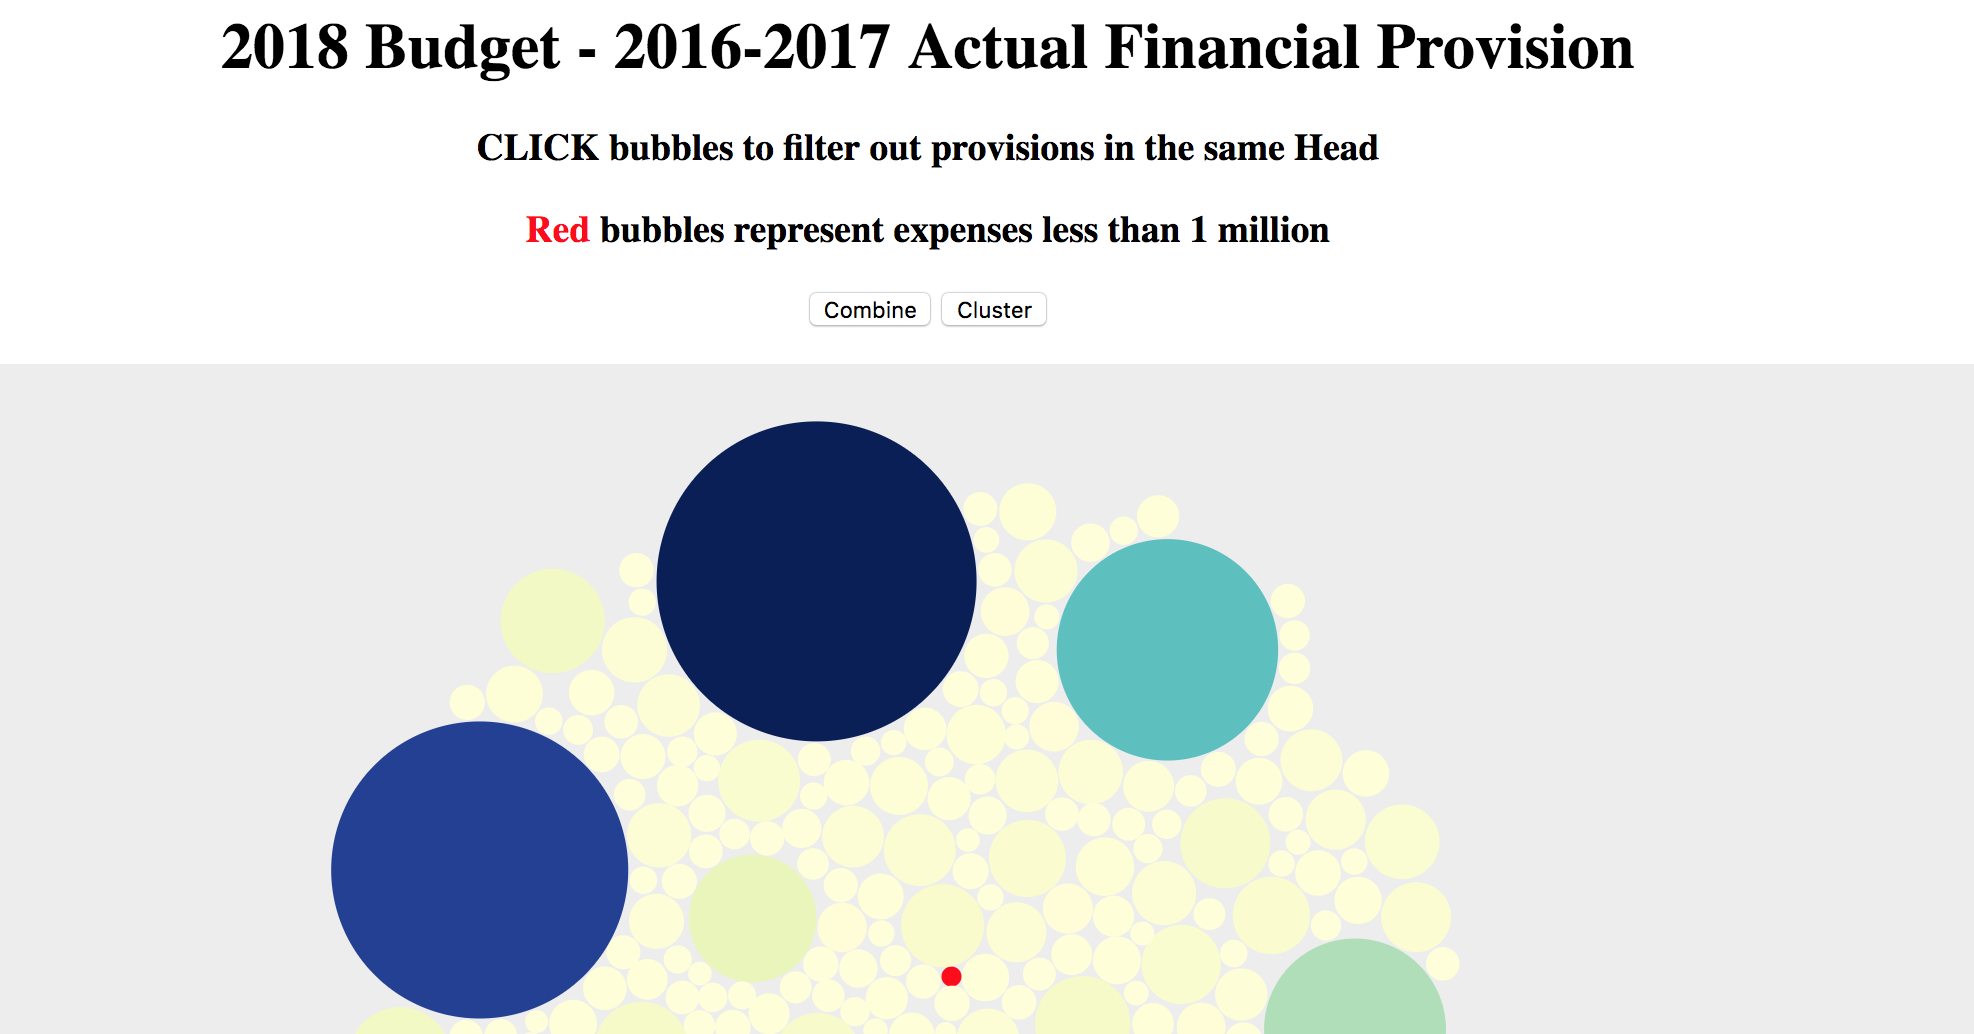 2018 Budget - 2016-2017 Actual Financial Provision
CLICK bubbles to filter out provisions in the same Head
Red bubbles represent expenses less than 1 million
Combine Cluster